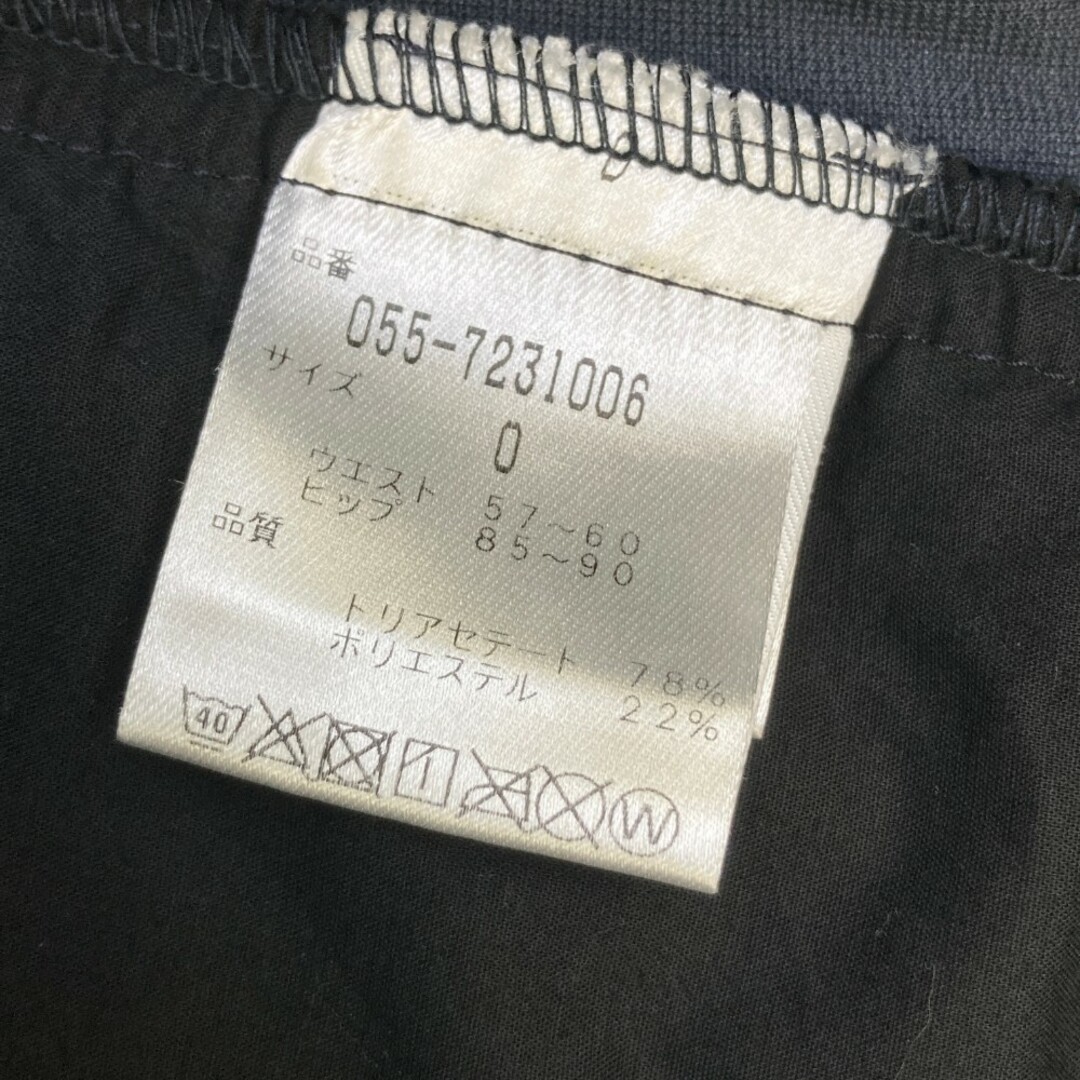 品番
055-7231006
サイズ
0
ウエスト 57～60
ヒップ 85～90
品質
トリアセテート 78%
ポリエステル 22%
40
W